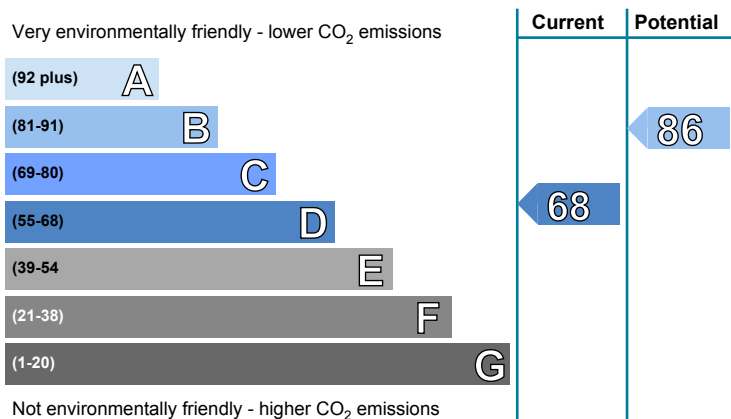 Very environmentally friendly - lower CO2 emissions
Current
Potential
(92 plus) A
(81-91) B
86
(69-80) C
68
(55-68) D
(39-54 E
(21-38) F
(1-20) G
Not environmentally friendly - higher CO2 emissions